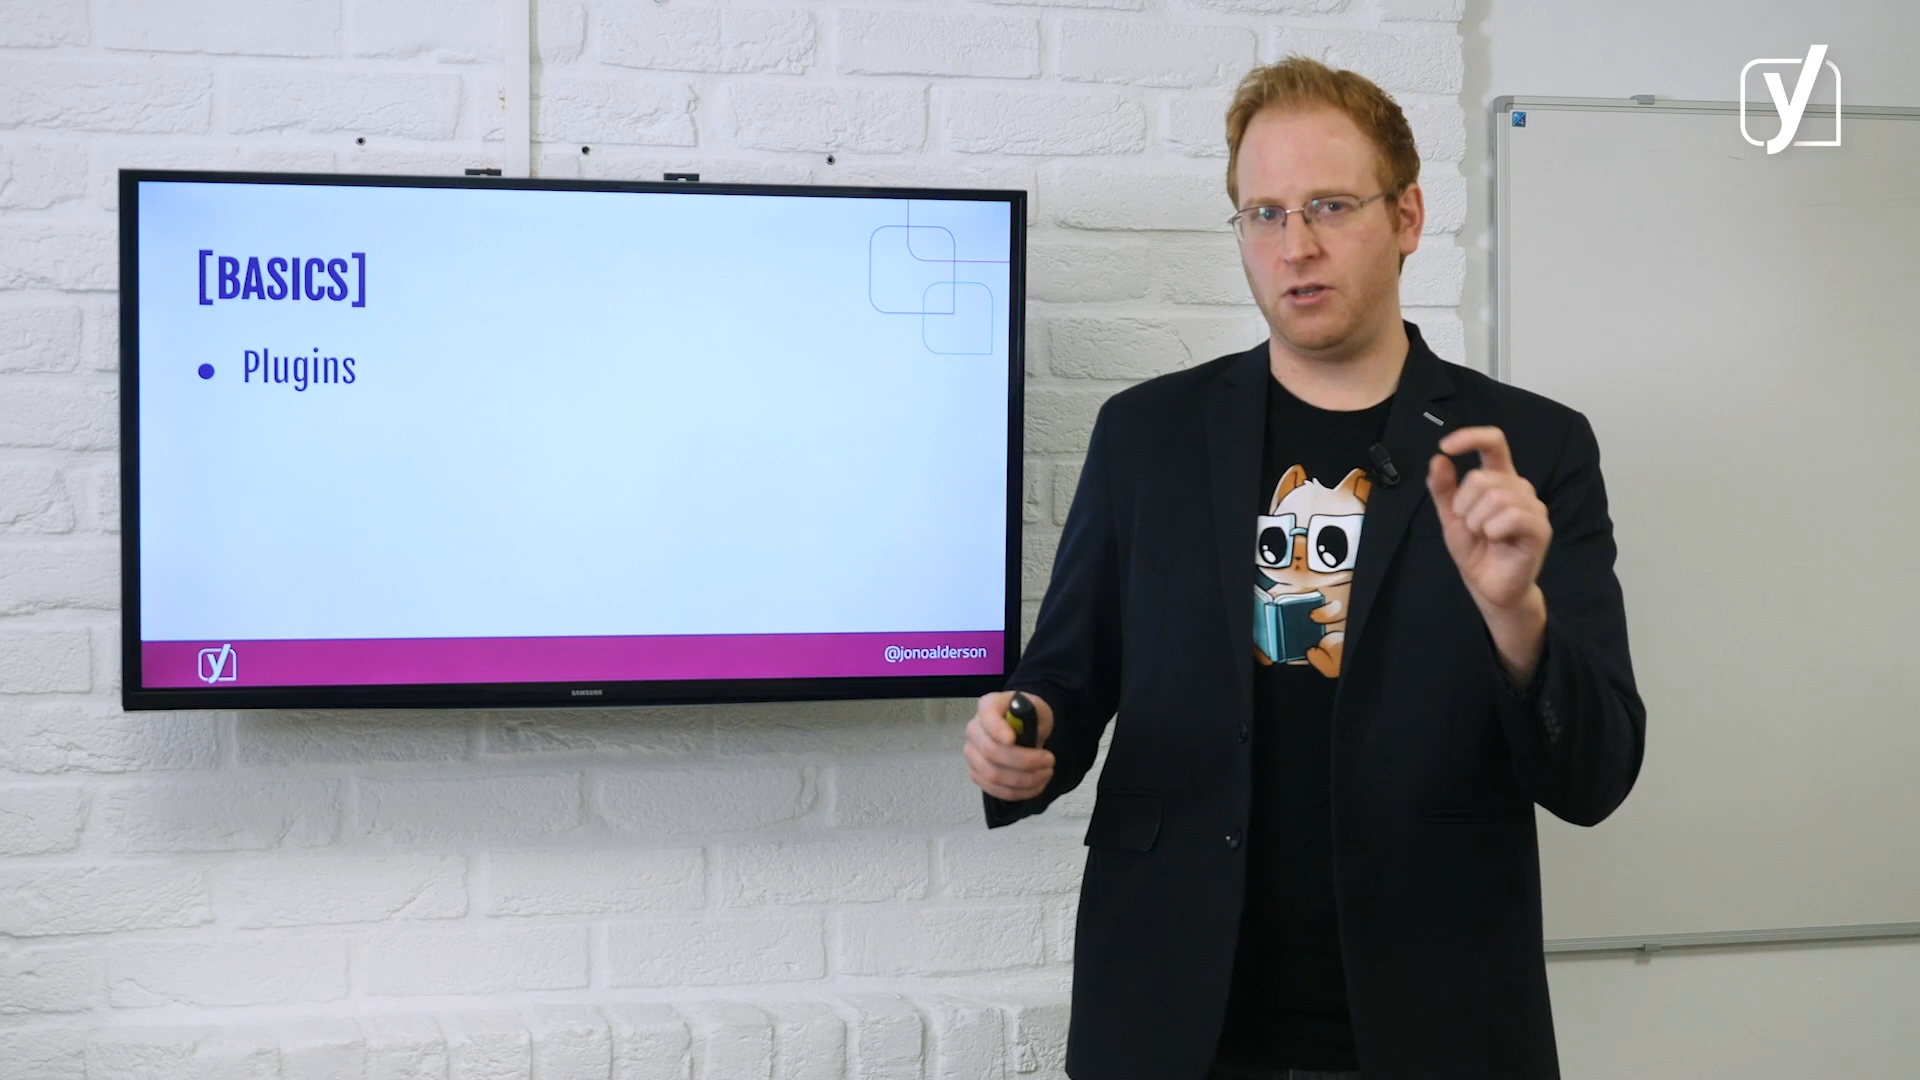 [BASICS]
• Plugins
y
@jonoalderson
SAMSUNG
y